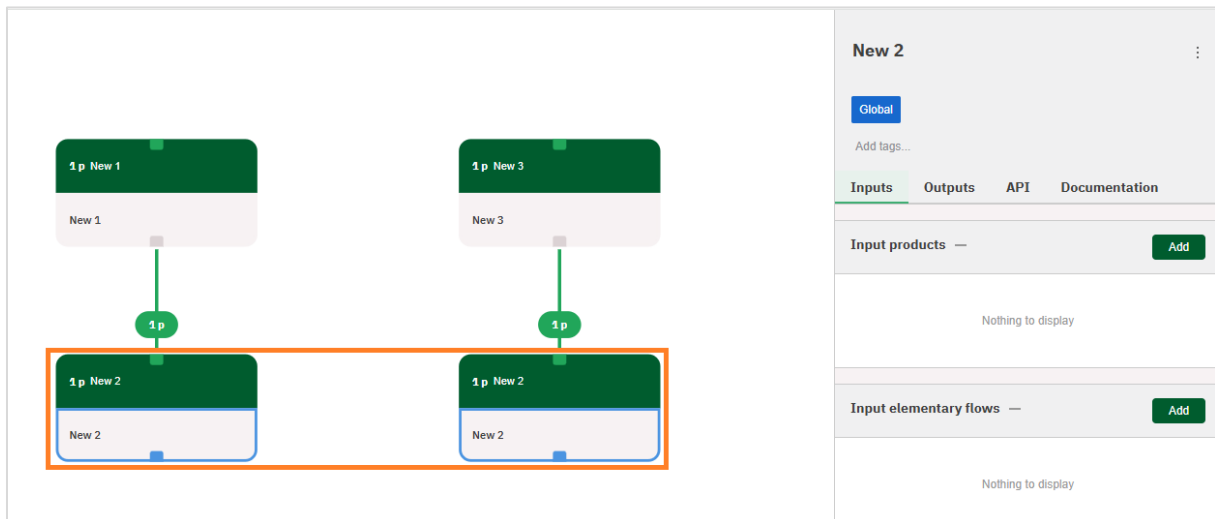 1 p New 1
New 1
1 p
1 p New 2
New 2
1 p New 3
New 3
1 p
1 p New 2
New 2
New 2
Global
Add tags...
Inputs Outputs API Documentation
Input products — Add
Nothing to display
Input elementary flows — Add
Nothing to display